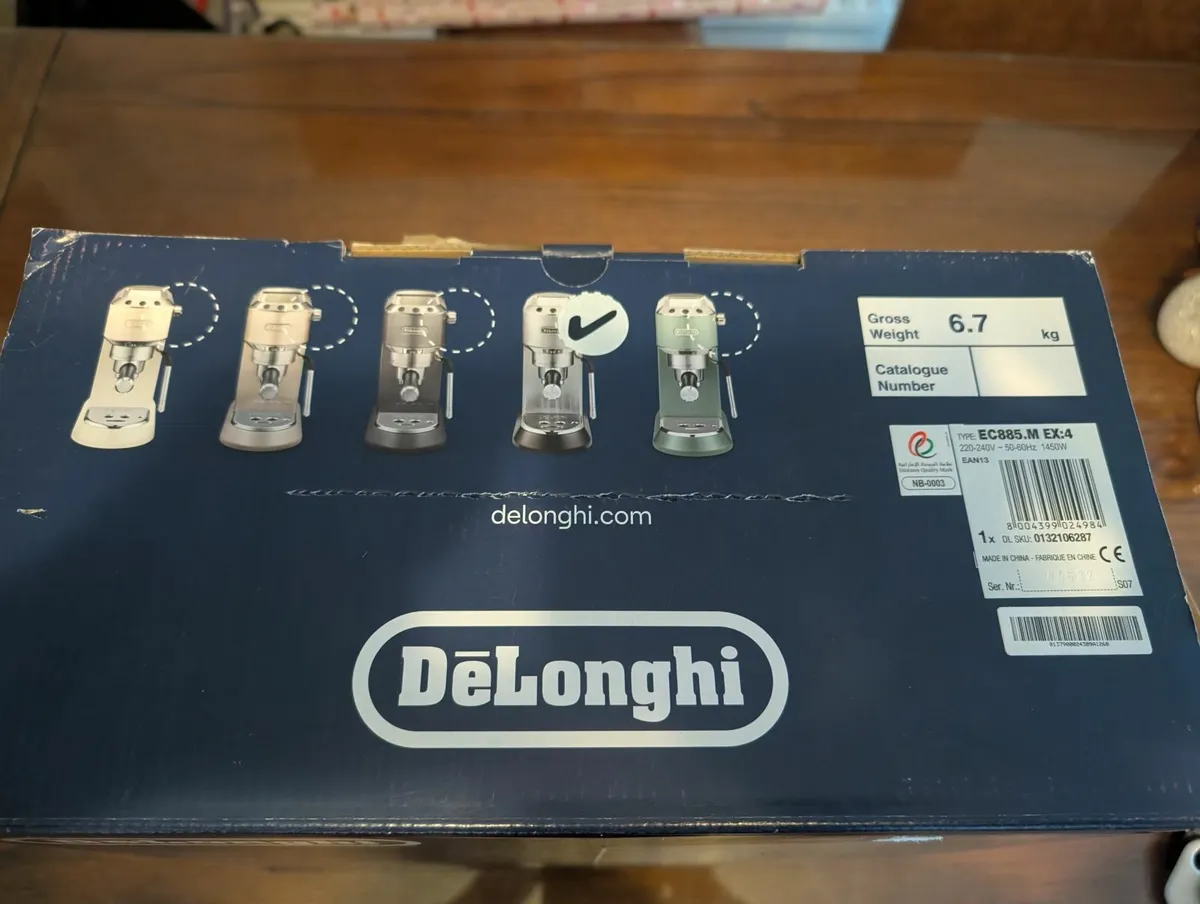 Gross
Weight 6.7 kg
Catalogue
Number
TYPE: EC885.M EX:4
220-240V ~ 50-60Hz 1450W
EAN13
NB-0003
8 004399 024984
1x DL SKU: 0132106287
MADE IN CHINA - FABRIQUE EN CHINE CE
Ser. Nr.: S07
delonghi.com
DēLonghi